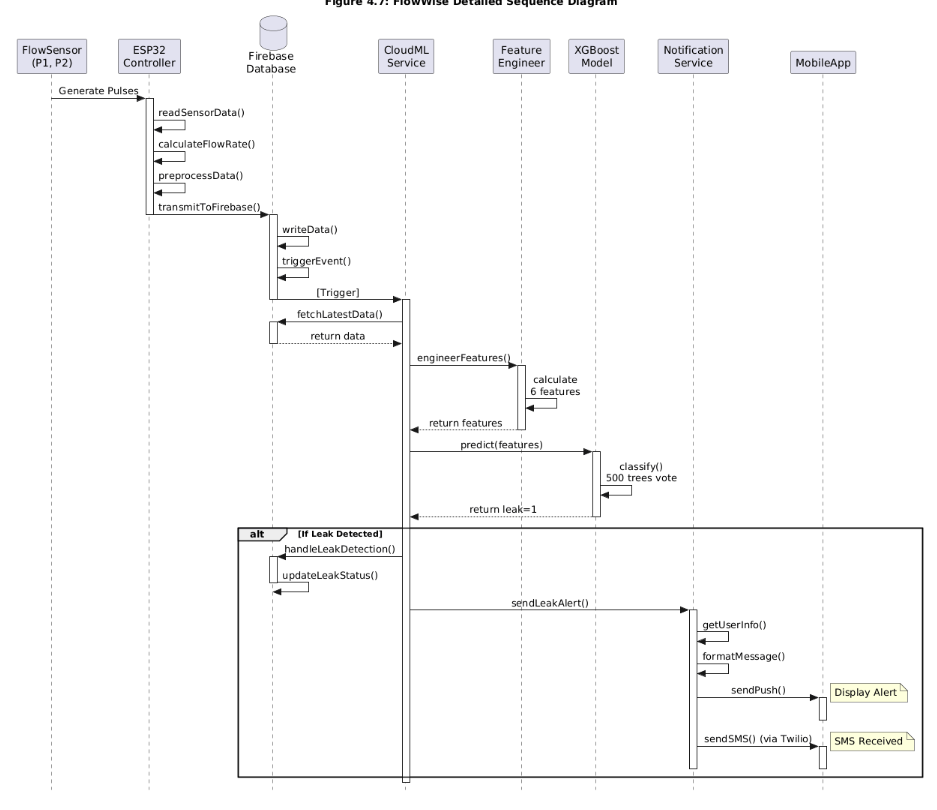 Figure 4.7: FlowWise Detailed Sequence Diagram
FlowSensor
(P1, P2)
ESP32
Controller
Firebase
Database
CloudML
Service
Feature
Engineer
XGBoost
Model
Notification
Service
MobileApp
Generate Pulses
readSensorData()
calculateFlowRate()
preprocessData()
transmitToFirebase()
writeData()
triggerEvent()
[Trigger]
fetchLatestData()
return data
engineerFeatures()
calculate
6 features
return features
predict(features)
classify()
500 trees vote
return leak=1
alt
[If Leak Detected]
handleLeakDetection()
updateLeakStatus()
sendLeakAlert()
getUserInfo()
formatMessage()
sendPush()
Display Alert
sendSMS() (via Twilio)
SMS Received